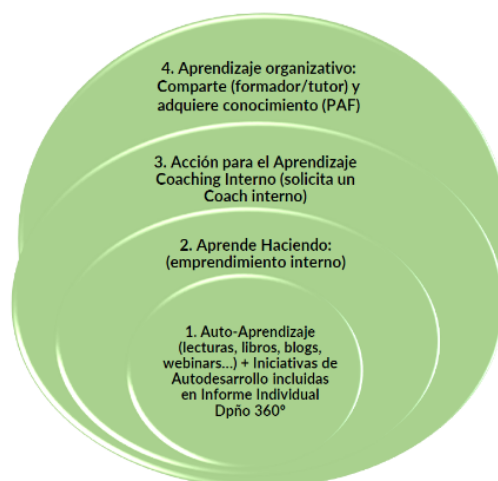 4. Aprendizaje organizativo:
Comparte (formador/tutor) y
adquiere conocimiento (PAF)
3. Acción para el Aprendizaje
Coaching Interno (solicita un
Coach interno)
2. Aprende Haciendo:
(emprendimiento interno)
1. Auto-Aprendizaje
(lecturas, libros, blogs,
webinars...) + Iniciativas de
Autodesarrollo incluidas
en Informe Individual
Dpño 360º